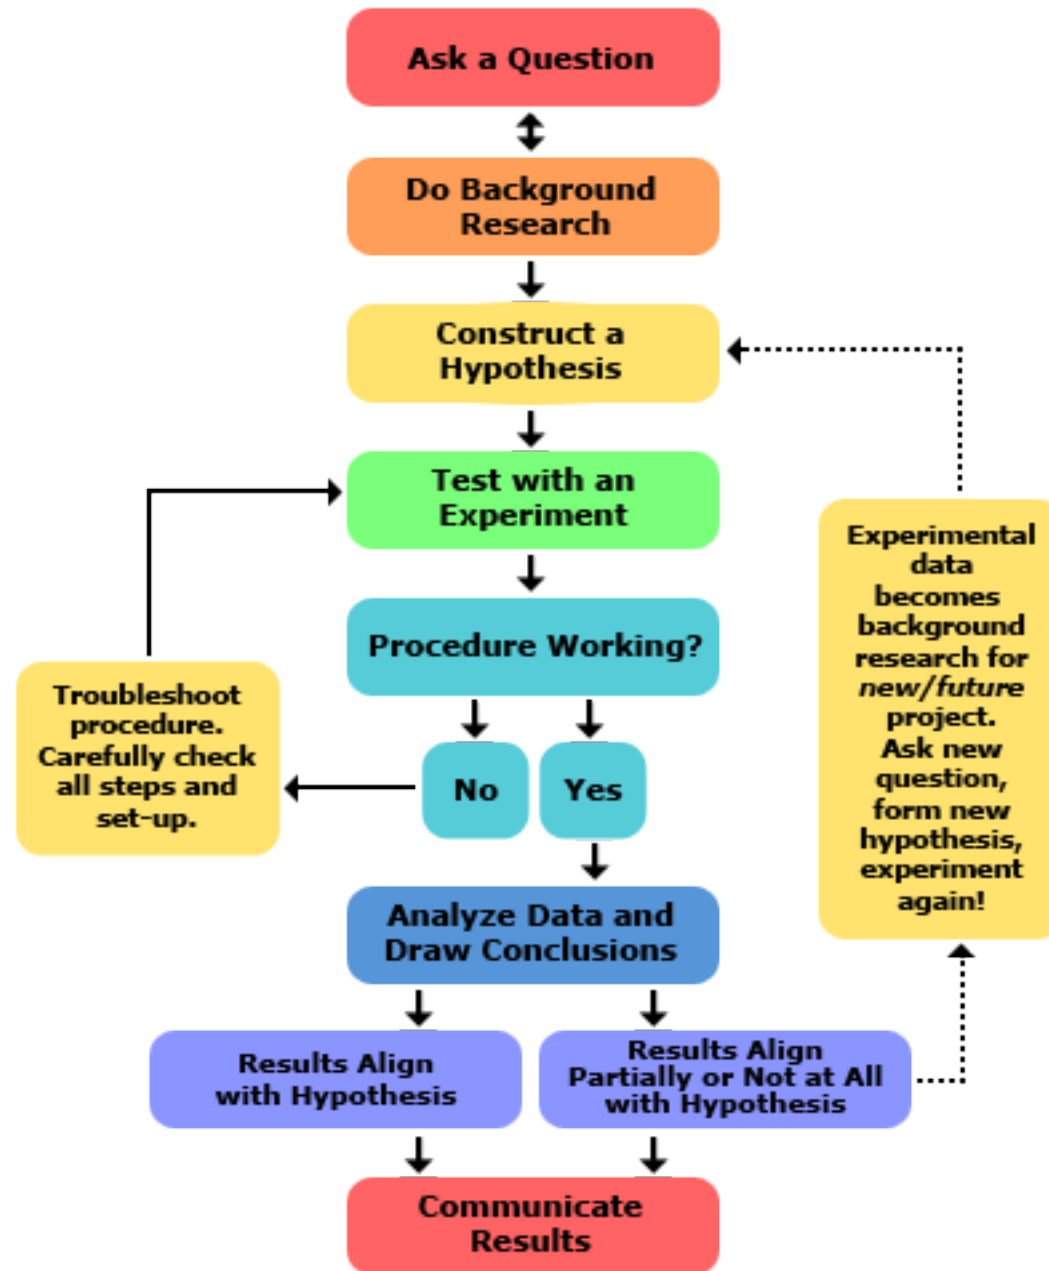 Ask a Question
Do Background
Research
Construct a
Hypothesis
Test with an
Experiment
Procedure Working?
No
Yes
Troubleshoot
procedure.
Carefully check
all steps and
set-up.
Experimental
data
becomes
background
research for
new/future
project.
Ask new
question,
form new
hypothesis,
experiment
again!
Analyze Data and
Draw Conclusions
Results Align
with Hypothesis
Results Align
Partially or Not at All
with Hypothesis
Communicate
Results